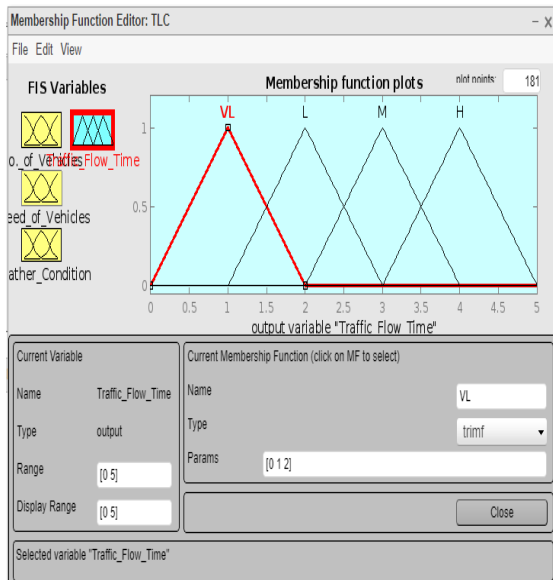 Membership Function Editor: TLC
– X
File Edit View
FIS Variables
Membership function plots
plot points: 181
o._of_Vehicles
Traffic_Flow_Time
eed_of_Vehicles
ather_Condition
VL L M H
1
0.5
0
0 0.5 1 1.5 2 2.5 3 3.5 4 4.5 5
output variable "Traffic_Flow_Time"
Current Variable
Name Traffic_Flow_Time
Type output
Range [0 5]
Display Range [0 5]
Current Membership Function (click on MF to select)
Name VL
Type trimf
Params [0 1 2]
Close
Selected variable "Traffic_Flow_Time"